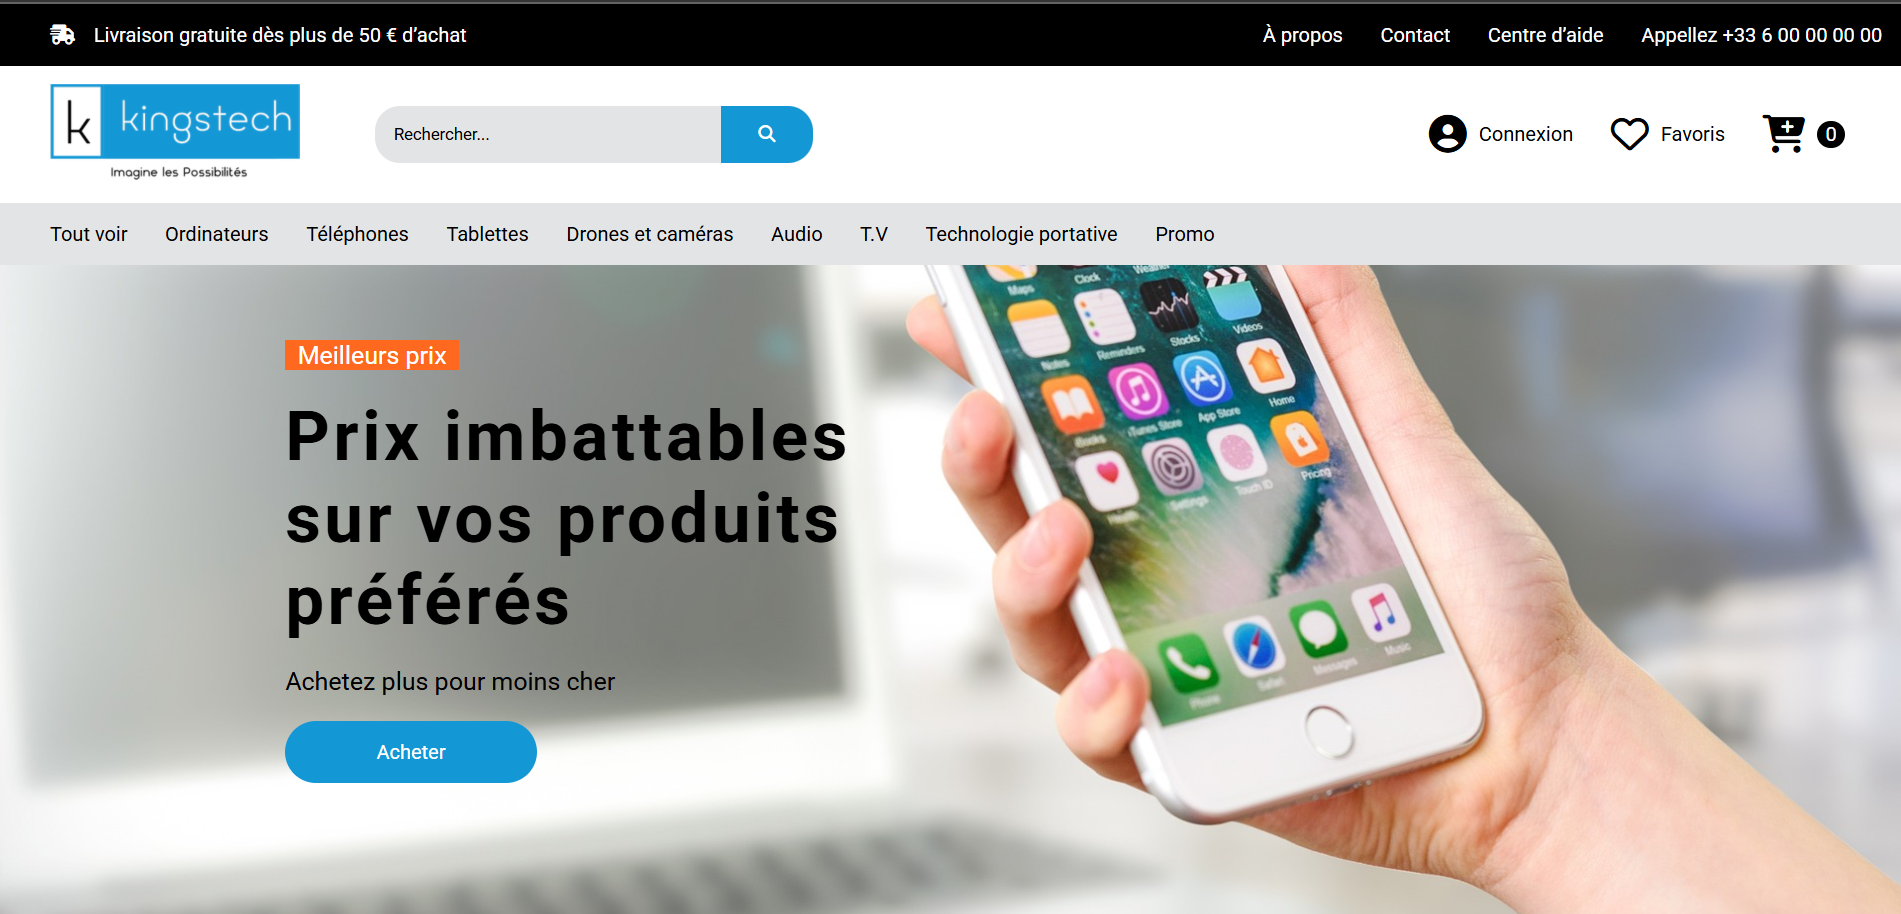 Livraison gratuite dès plus de 50 € d’achat
À propos
Contact
Centre d’aide
Appellez +33 6 00 00 00 00
k kingstech
Imagine les Possibilités
Rechercher...
Connexion
Favoris
0
Tout voir
Ordinateurs
Téléphones
Tablettes
Drones et caméras
Audio
T.V
Technologie portative
Promo
Meilleurs prix
Prix imbattables
sur vos produits
préférés
Achetez plus pour moins cher
Acheter
Maps
Clock
Weather
Notes
Reminders
Stocks
Videos
iBooks
iTunes Store
App Store
Home
Health
Settings
Touch ID
Pricing
Phone
Safari
Messages
Music